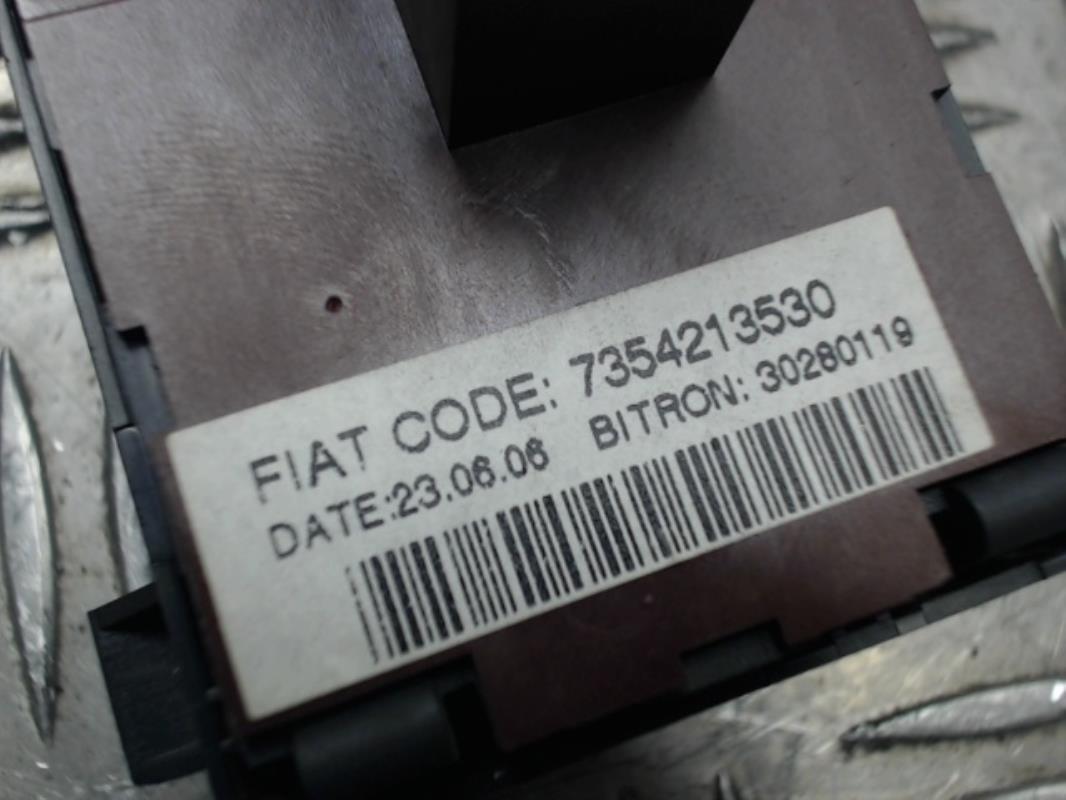 FIAT CODE: 7354213530
DATE:23.06.06 BITRON: 30280119